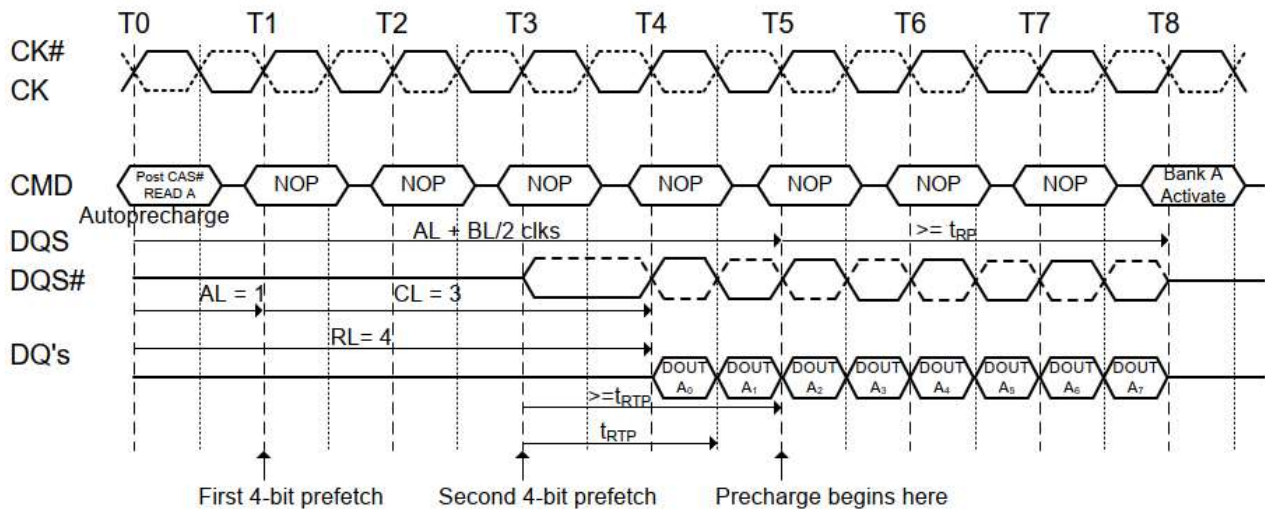 T0 T1 T2 T3 T4 T5 T6 T7 T8
CK#
CK
CMD
Post CAS#
READ A
NOP NOP NOP NOP NOP NOP NOP
Bank A
Activate
Autoprecharge
DQS
AL + BL/2 clks
>= tRP
DQS#
AL = 1
CL = 3
RL= 4
DQ's
DOUT A0
DOUT A1
DOUT A2
DOUT A3
DOUT A4
DOUT A5
DOUT A6
DOUT A7
>=tRTP
tRTP
First 4-bit prefetch
Second 4-bit prefetch
Precharge begins here